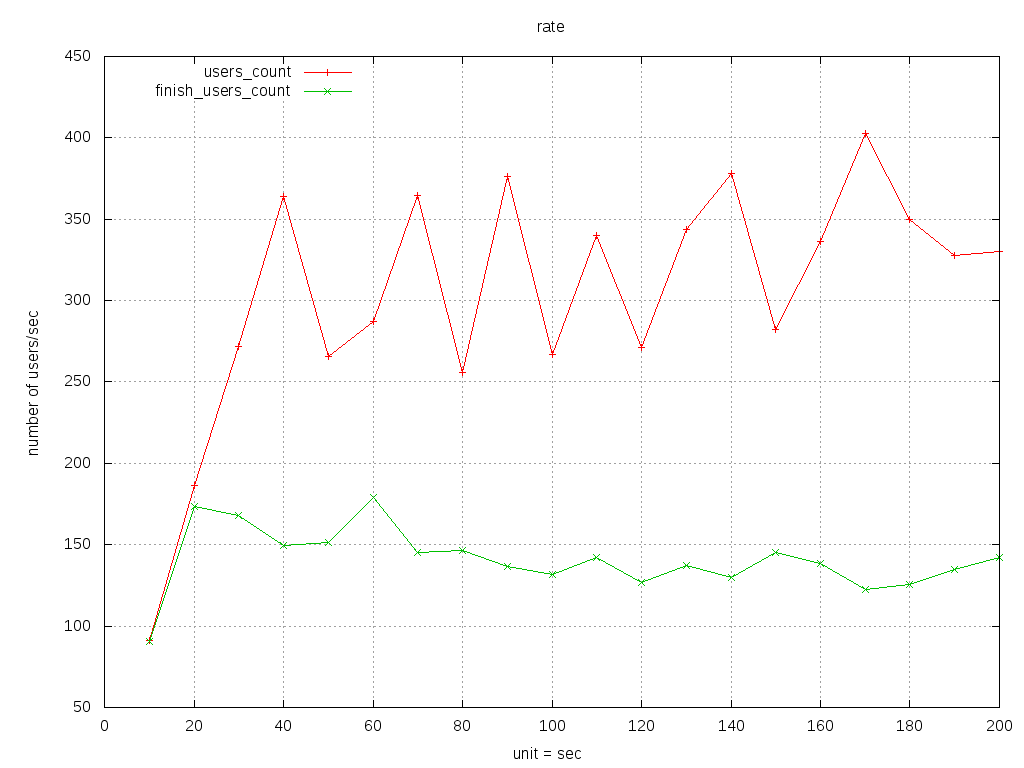 rate
450
400
350
300
250
200
150
100
50
users_count
finish_users_count
number of users/sec
0 20 40 60 80 100 120 140 160 180 200
unit = sec